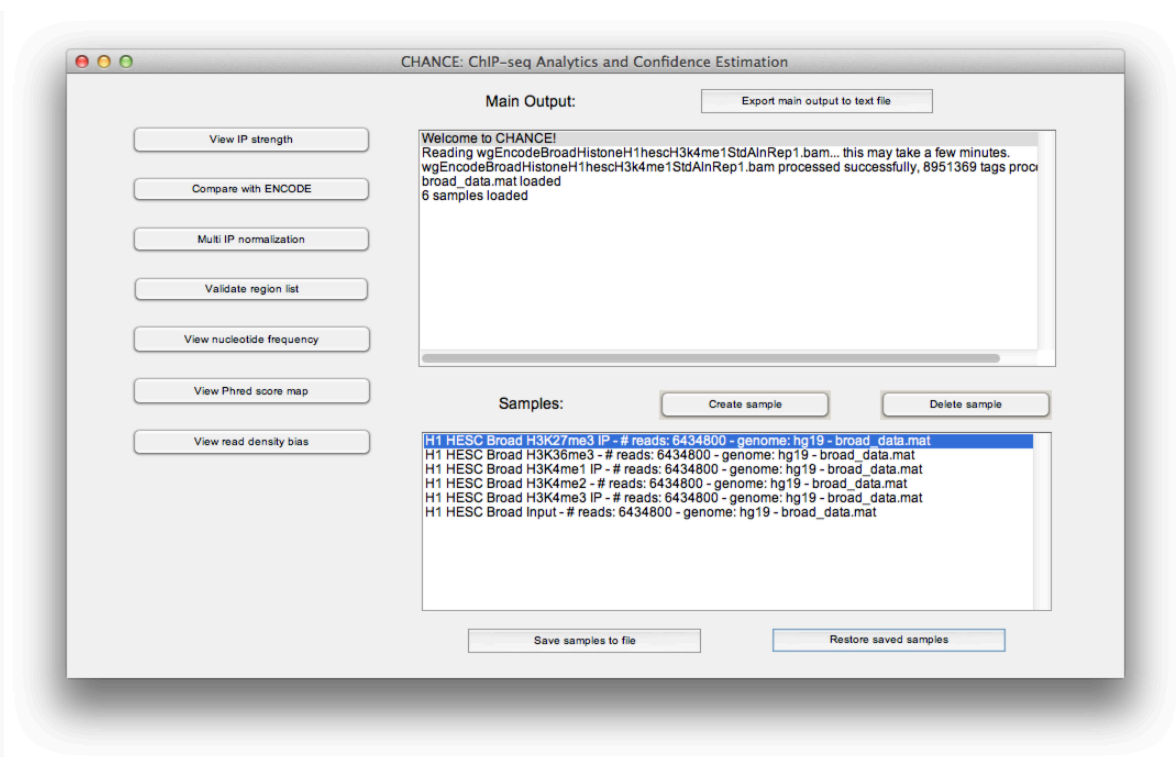 CHANCE: ChIP-seq Analytics and Confidence Estimation
Main Output:
Export main output to text file
View IP strength
Compare with ENCODE
Multi IP normalization
Validate region list
View nucleotide frequency
View Phred score map
View read density bias
Welcome to CHANCE!
Reading wgEncodeBroadHistoneH1hescH3k4me1StdAlnRep1.bam... this may take a few minutes.
wgEncodeBroadHistoneH1hescH3k4me1StdAlnRep1.bam processed successfully, 8951369 tags proc
broad_data.mat loaded
6 samples loaded
Samples:
Create sample
Delete sample
H1 HESC Broad H3K27me3 IP - # reads: 6434800 - genome: hg19 - broad_data.mat
H1 HESC Broad H3K36me3 - # reads: 6434800 - genome: hg19 - broad_data.mat
H1 HESC Broad H3K4me1 IP - # reads: 6434800 - genome: hg19 - broad_data.mat
H1 HESC Broad H3K4me2 - # reads: 6434800 - genome: hg19 - broad_data.mat
H1 HESC Broad H3K4me3 IP - # reads: 6434800 - genome: hg19 - broad_data.mat
H1 HESC Broad Input - # reads: 6434800 - genome: hg19 - broad_data.mat
Save samples to file
Restore saved samples